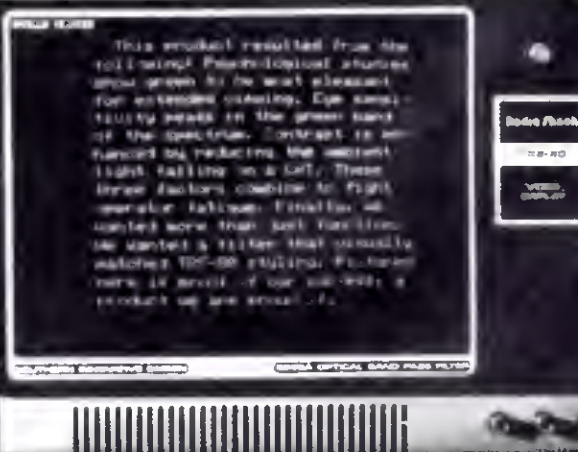 This product resulted from the
following: Psychological studies
show green to be most pleasant
for extended viewing. Eye sensi-
tivity peaks in the green band
of the spectrum. Contrast is en-
hanced by reducing the ambient
light falling on a CRT. These
three factors combine to fight
operator fatigue. Finally, we
wanted more than just function.
We wanted a filter that visually
matches TRS-80 styling. Pictured
here is proof of our
product we are proud of.
SOUTHERN INNOVATIVE DESIGN
OPTICAL BAND PASS FILTER
Radio Shack
TRS-80
VIDEO
DISPLAY